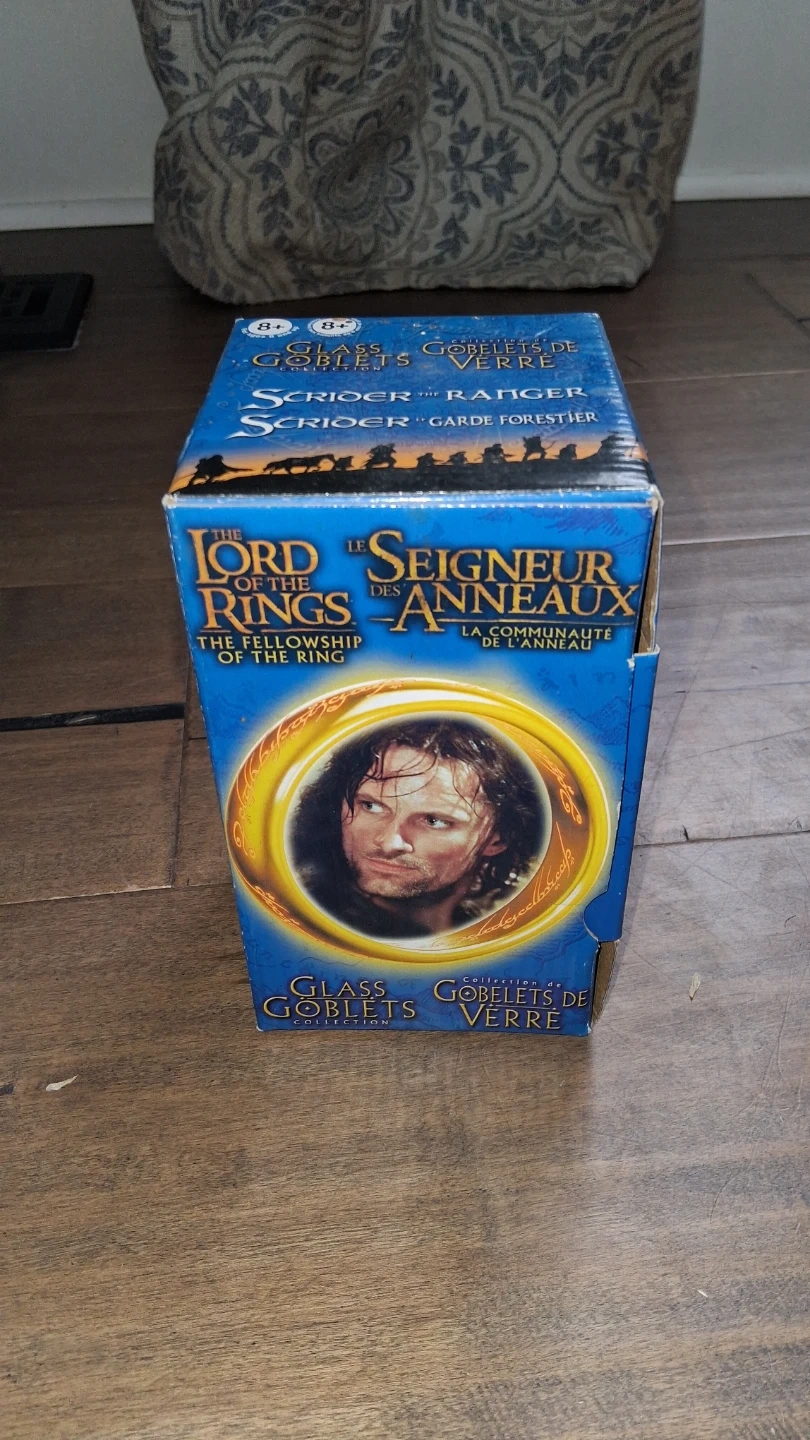 8+
8+
GLASS
GOBLETS
COLLECTION
Collection de
GOBELETS DE
VERRE
STRIDER THE RANGER
STRIDER LE GARDE FORESTIER
THE
LORD
OF THE
RINGS
THE FELLOWSHIP
OF THE RING
LE SEIGNEUR
DES ANNEAUX
LA COMMUNAUTÉ
DE L'ANNEAU
GLASS
GOBLETS
COLLECTION
Collection de
GOBELETS DE
VERRE